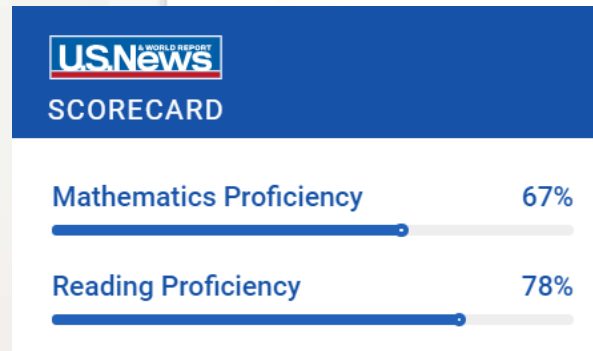 U.S.News
& WORLD REPORT
SCORECARD
Mathematics Proficiency 67%
Reading Proficiency 78%